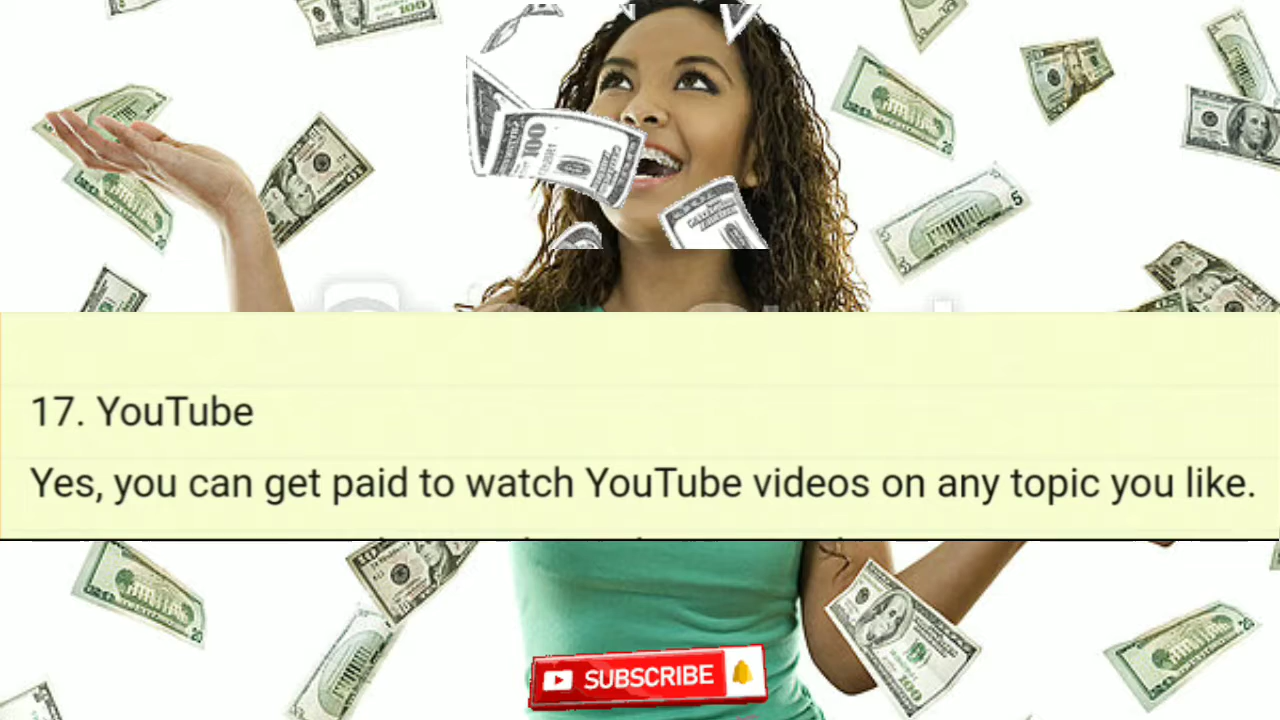 17. YouTube
Yes, you can get paid to watch YouTube videos on any topic you like.
SUBSCRIBE